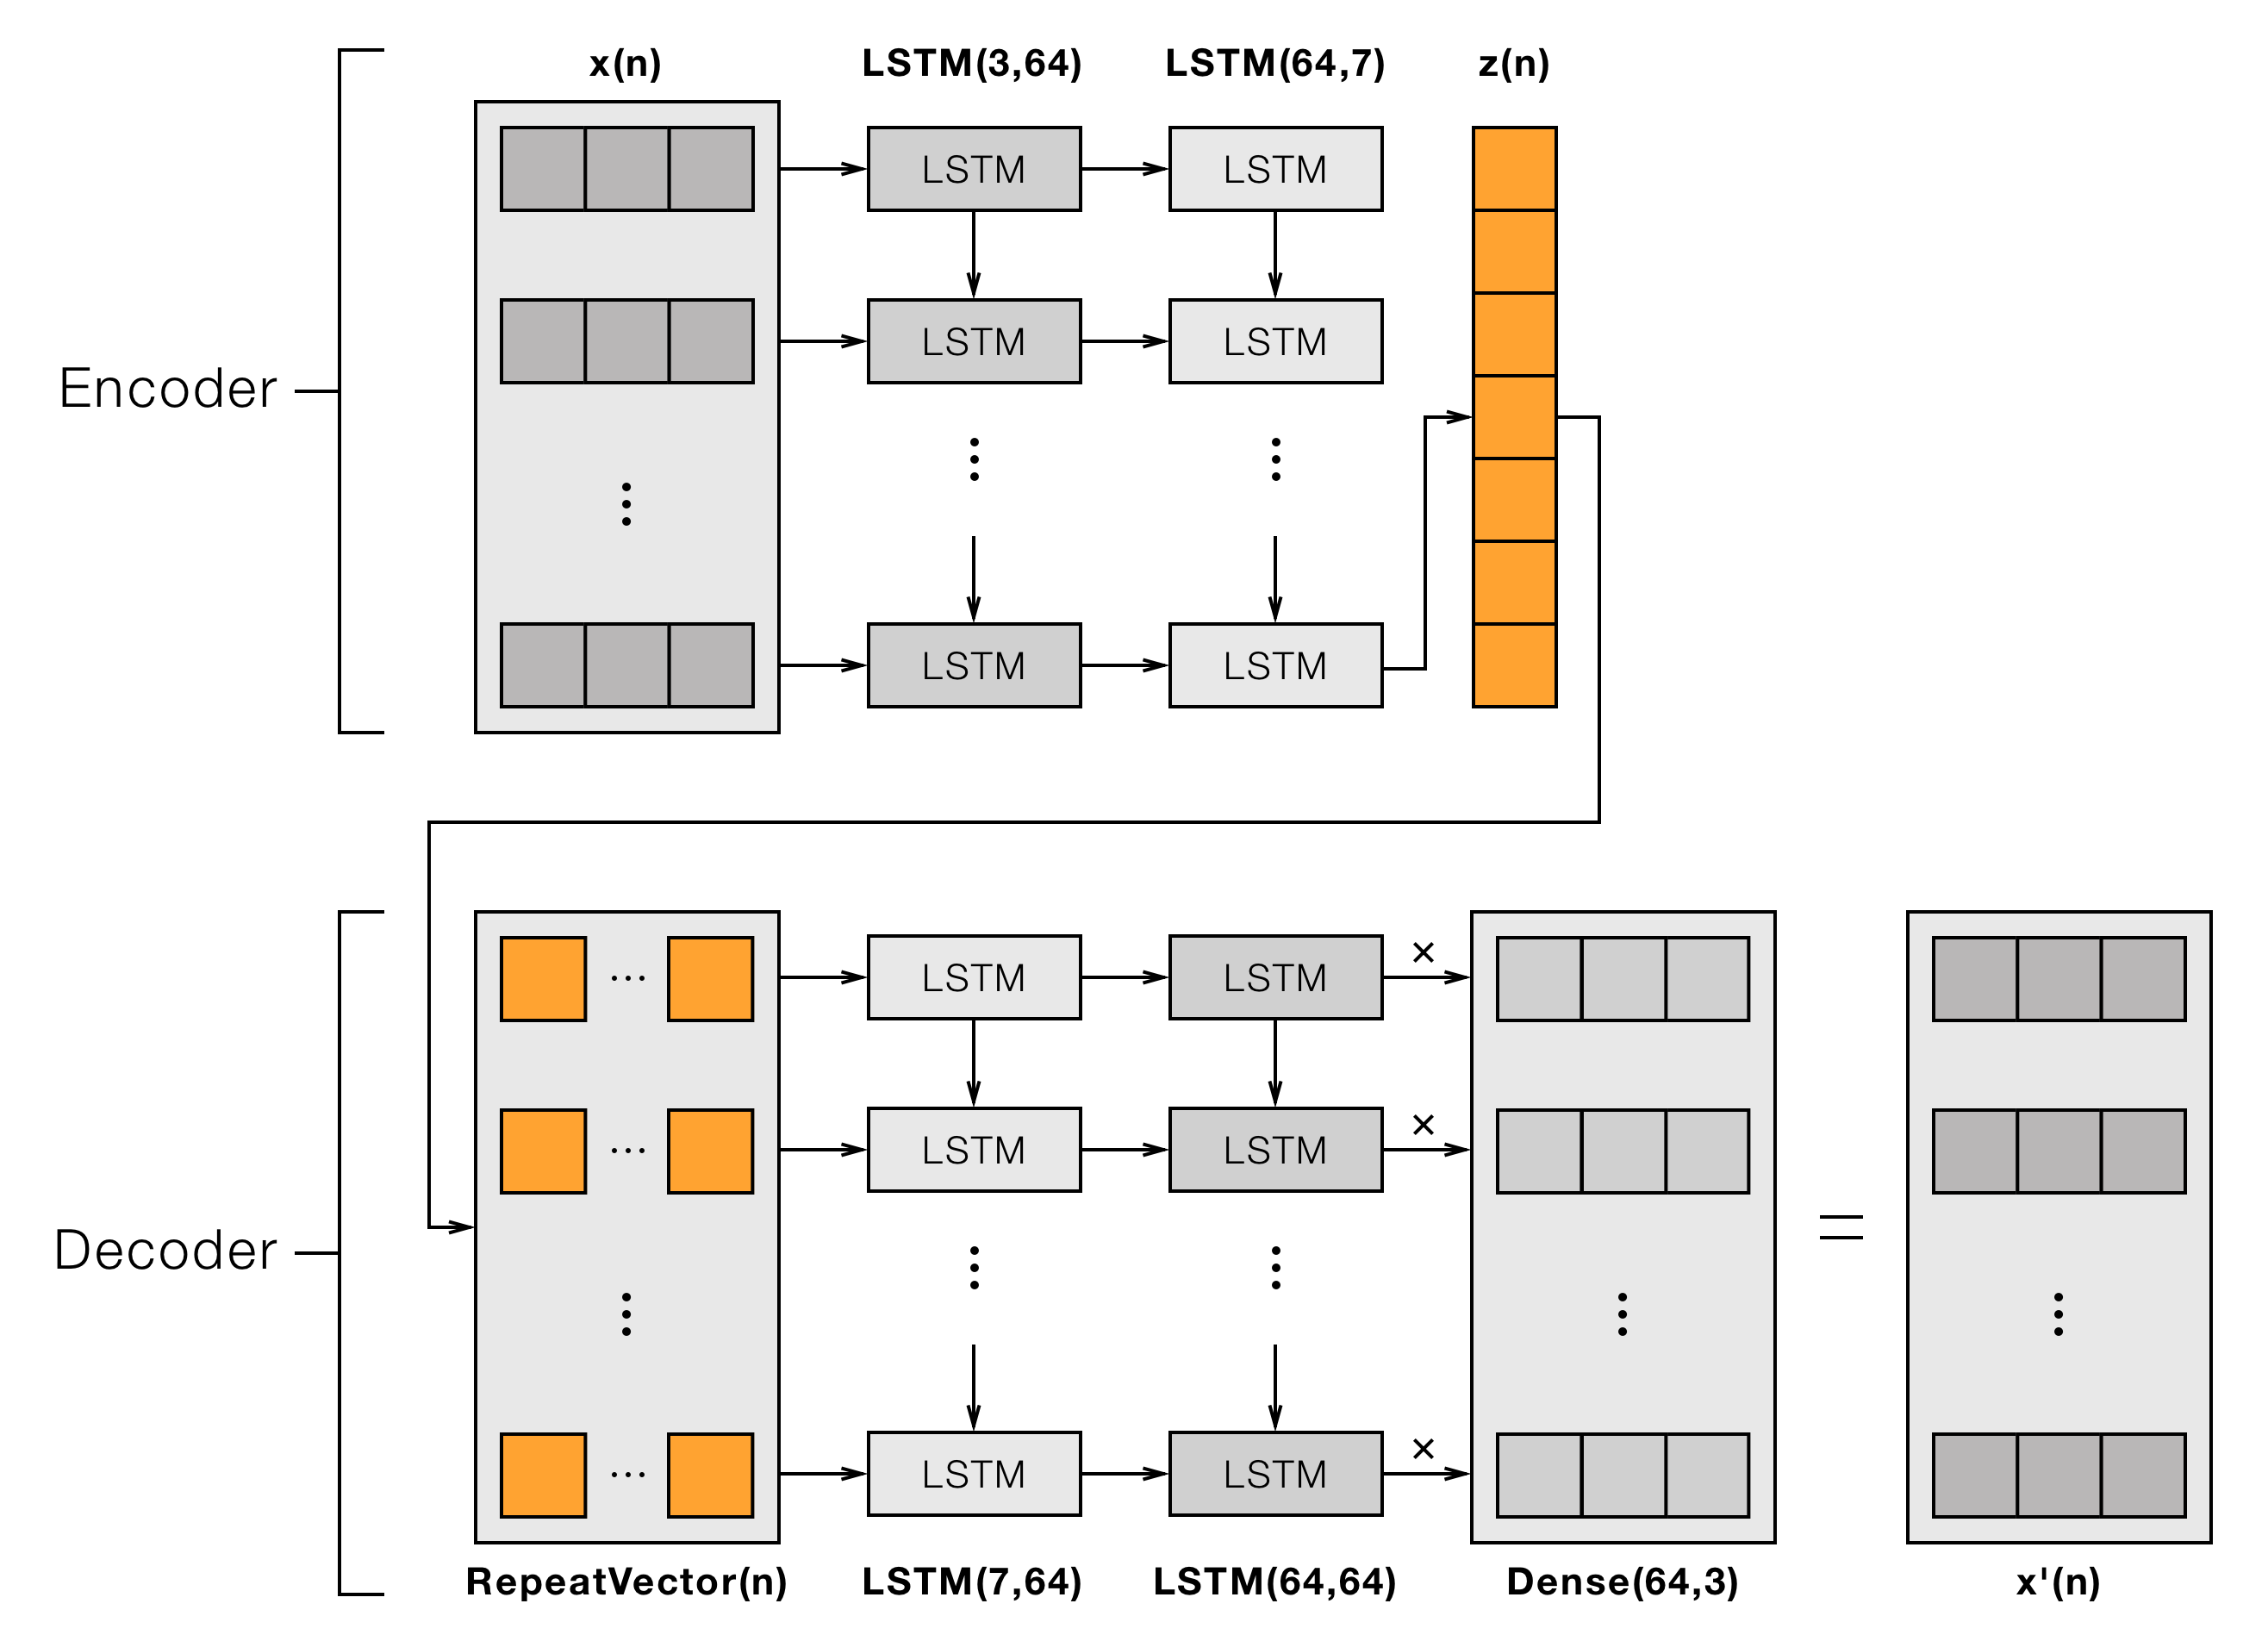 x(n) LSTM(3,64) LSTM(64,7) z(n)
LSTM LSTM
LSTM LSTM
Encoder
LSTM LSTM
LSTM LSTM
×
LSTM LSTM
×
Decoder
=
LSTM LSTM
×
RepeatVector(n) LSTM(7,64) LSTM(64,64) Dense(64,3) x'(n)